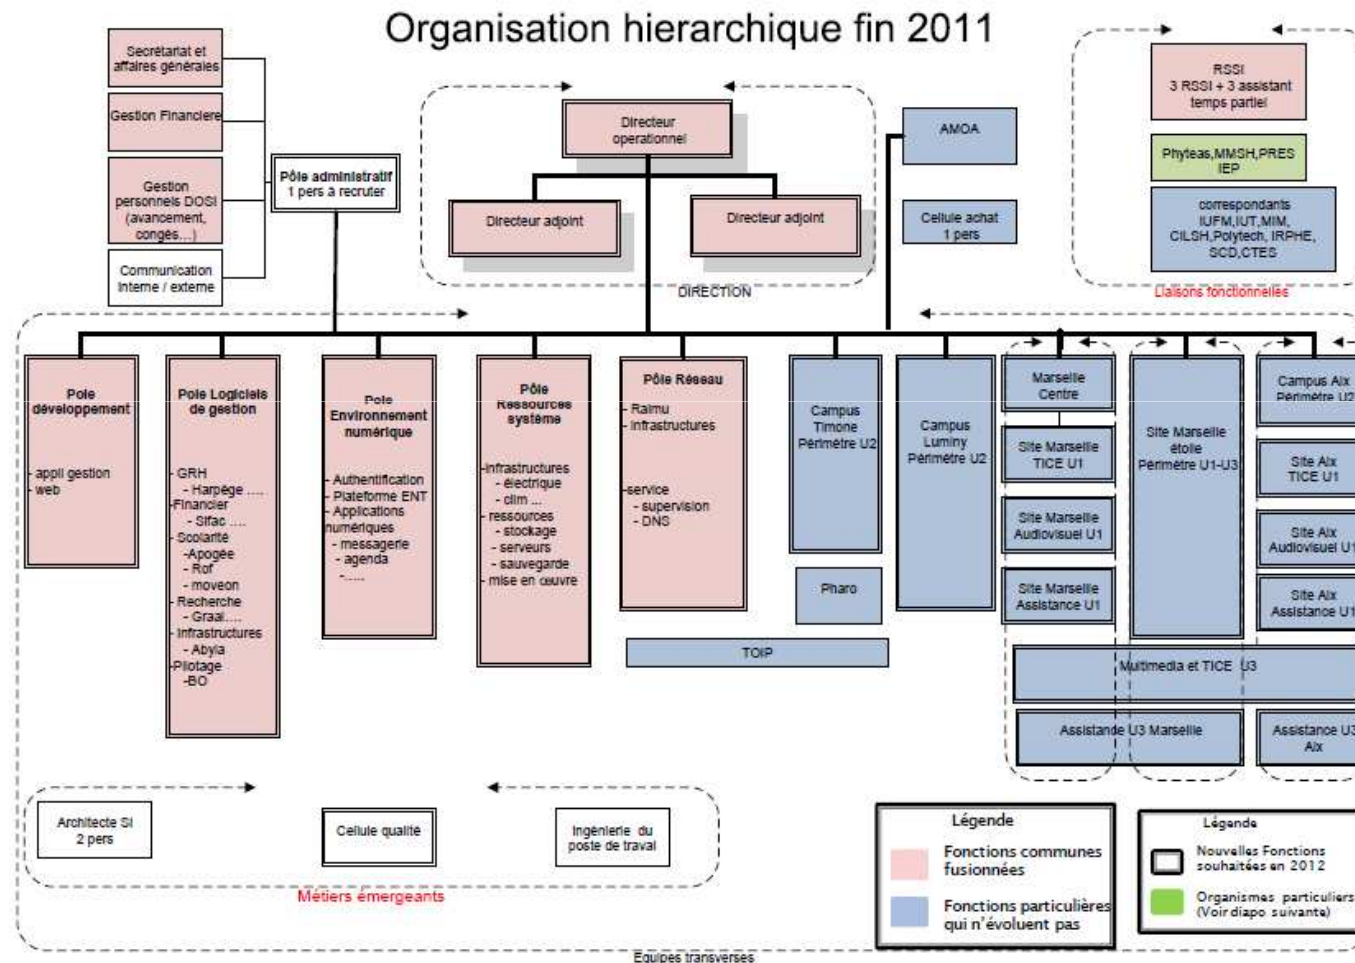 Organisation hierarchique fin 2011
Secrétariat et
affaires générales
Gestion Financiere
Gestion
personnels DOSI
(avancement,
congés...)
Communication
Interne / externe
Pôle administratif
1 pers à recruter
Directeur
operationnel
Directeur adjoint
Directeur adjoint
DIRECTION
AMOA
Cellule achat
1 pers
RSSI
3 RSSI + 3 assistant
temps partiel
Phyteas,MMSH,PRES
IEP
correspondants
IUFM,IUT,MIM,
CILSH,Polytech, IRPHE,
SCD,CTES
Liaisons fonctionnelles
Pole
développement
- appli gestion
- web
Pole Logiciels
de gestion
- GRH
- Harpège ....
-Financier
- Sifac ....
- Scolarité
-Apogée
- Rof
- moveon
- Recherche
- Graal....
- Infrastructures
- Abyla
-Pilotage
-BO
Pole
Environnement
numérique
- Authentification
- Plateforme ENT
- Applications
numériques
- messagerie
- agenda
-.....
Pôle
Ressources
système
-infrastructures
- électrique
- clim ...
- ressources
- stockage
- serveurs
- sauvegarde
- mise en œuvre
Pôle Réseau
- Raimu
- Infrastructures
-service
- supervision
- DNS
Campus
Timone
Périmètre U2
Pharo
TOIP
Campus
Luminy
Périmètre U2
Marseille
Centre
Site Marseille
TICE U1
Site Marseille
Audiovisuel U1
Site Marseille
Assistance U1
Site Marseille
étoile
Périmètre U1-U3
Campus Aix
Périmètre U2
Site Aix
TICE U1
Site Aix
Audiovisuel U1
Site Aix
Assistance U1
Multimedia et TICE U3
Assistande U3 Marseille
Assistance U3
Aix
Architecte SI
2 pers
Cellule qualité
Ingénierie du
poste de traval
Métiers émergeants
Légende
Fonctions communes
fusionnées
Fonctions particulières
qui n'évoluent pas
Légende
Nouvelles Fonctions
souhaitées en 2012
Organismes particuliers
(Voir diapo suivante)
Equipes transverses